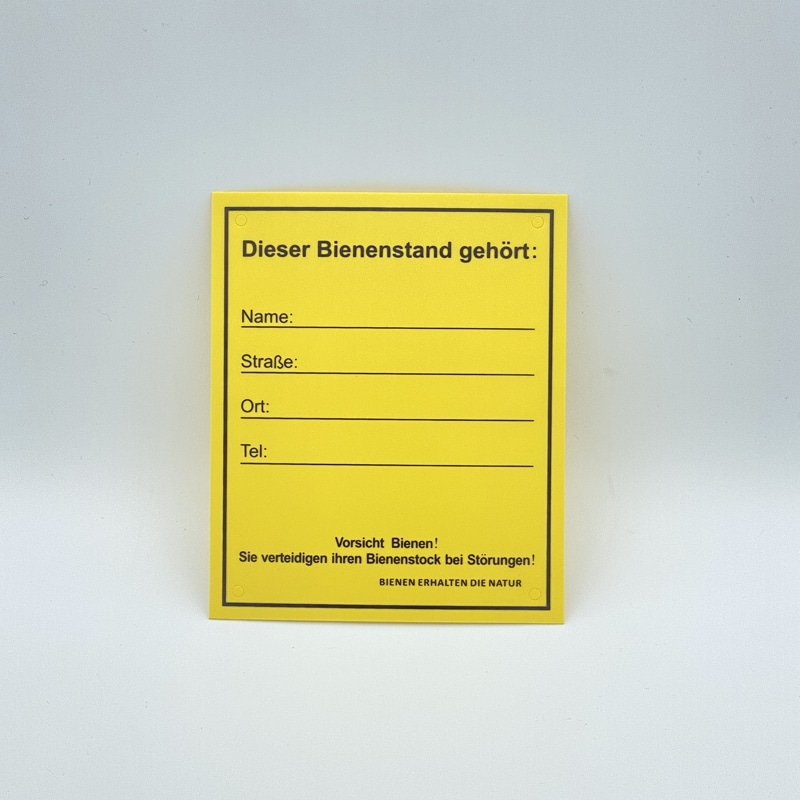 Dieser Bienenstand gehört:
Name:
Straße:
Ort:
Tel:
Vorsicht Bienen!
Sie verteidigen ihren Bienenstock bei Störungen!
BIENEN ERHALTEN DIE NATUR